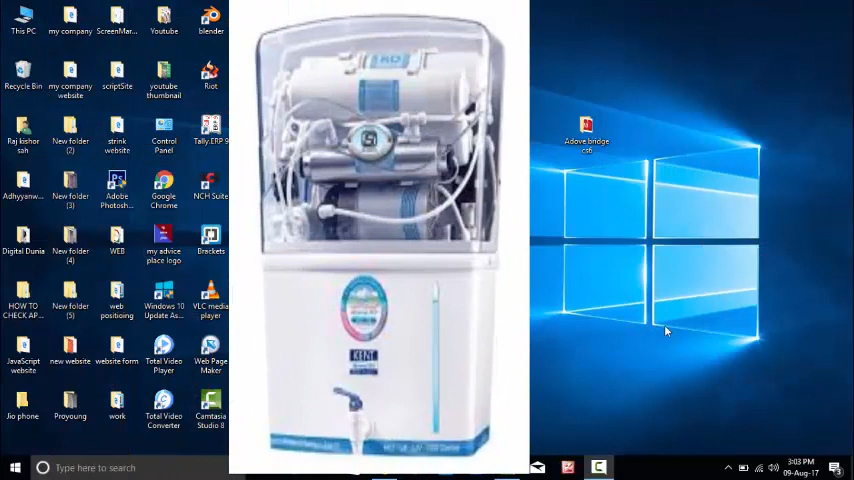 This PC
my company
ScreenMar...
Youtube
blender
Recycle Bin
my company
website
scriptSite
youtube
thumbnail
Riot
Raj kishor
sah
New folder
(2)
strink
website
Control
Panel
Tally.ERP 9
Adhyyanw...
New folder
(3)
Adobe
Photosh...
Google
Chrome
NCH Suite
Digital Dunia
New folder
(4)
WEB
my advice
place logo
Brackets
HOW TO
CHECK AP...
New folder
(5)
web
positioing
Windows 10
Update As...
VLC media
player
JavaScript
website
new website
website form
Total Video
Player
Web Page
Maker
Jio phone
Proyoung
work
Total Video
Converter
Camtasia
Studio 8
Adove bridge
cs6
RO
KENT
Type here to search
3:03 PM
09-Aug-17
3